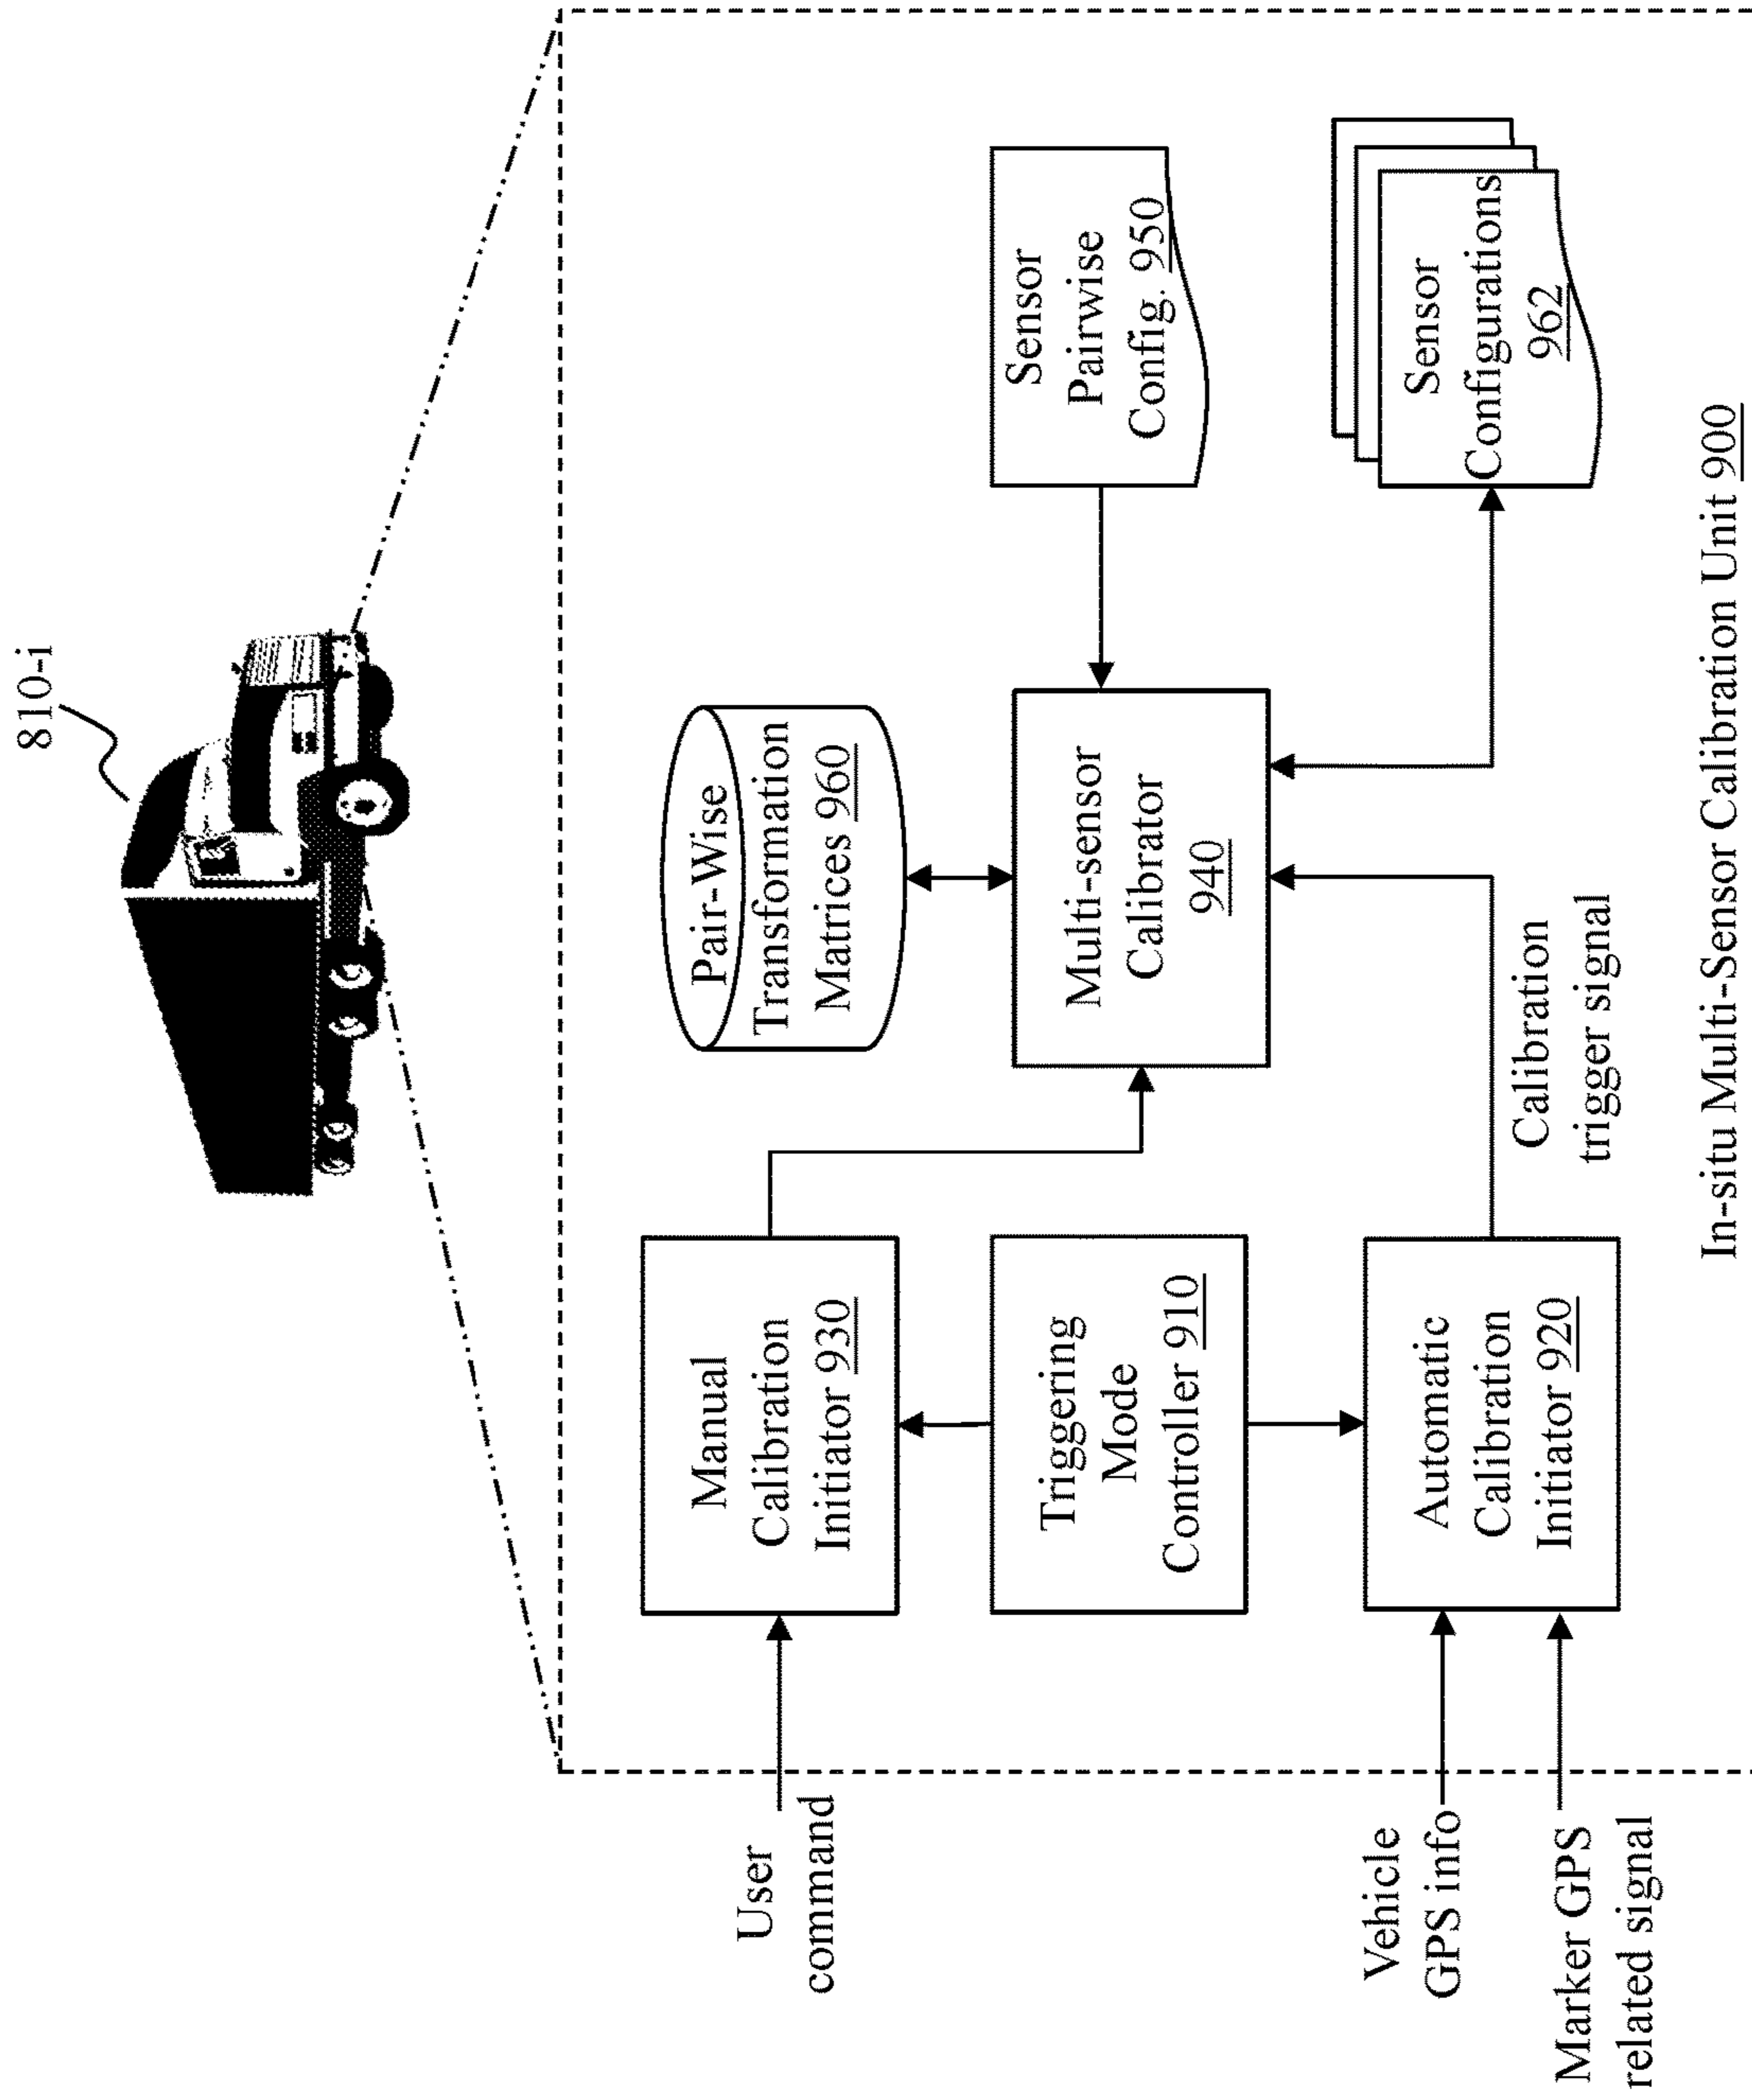 810-i
User
command
Manual
Calibration
Initiator 930
Pair-Wise
Transformation
Matrices 960
Triggering
Mode
Controller 910
Multi-sensor
Calibrator
940
Sensor
Pairwise
Config. 950
Vehicle
GPS info
Marker GPS
related signal
Automatic
Calibration
Initiator 920
Calibration
trigger signal
Sensor
Configurations
962
In-situ Multi-Sensor Calibration Unit 900